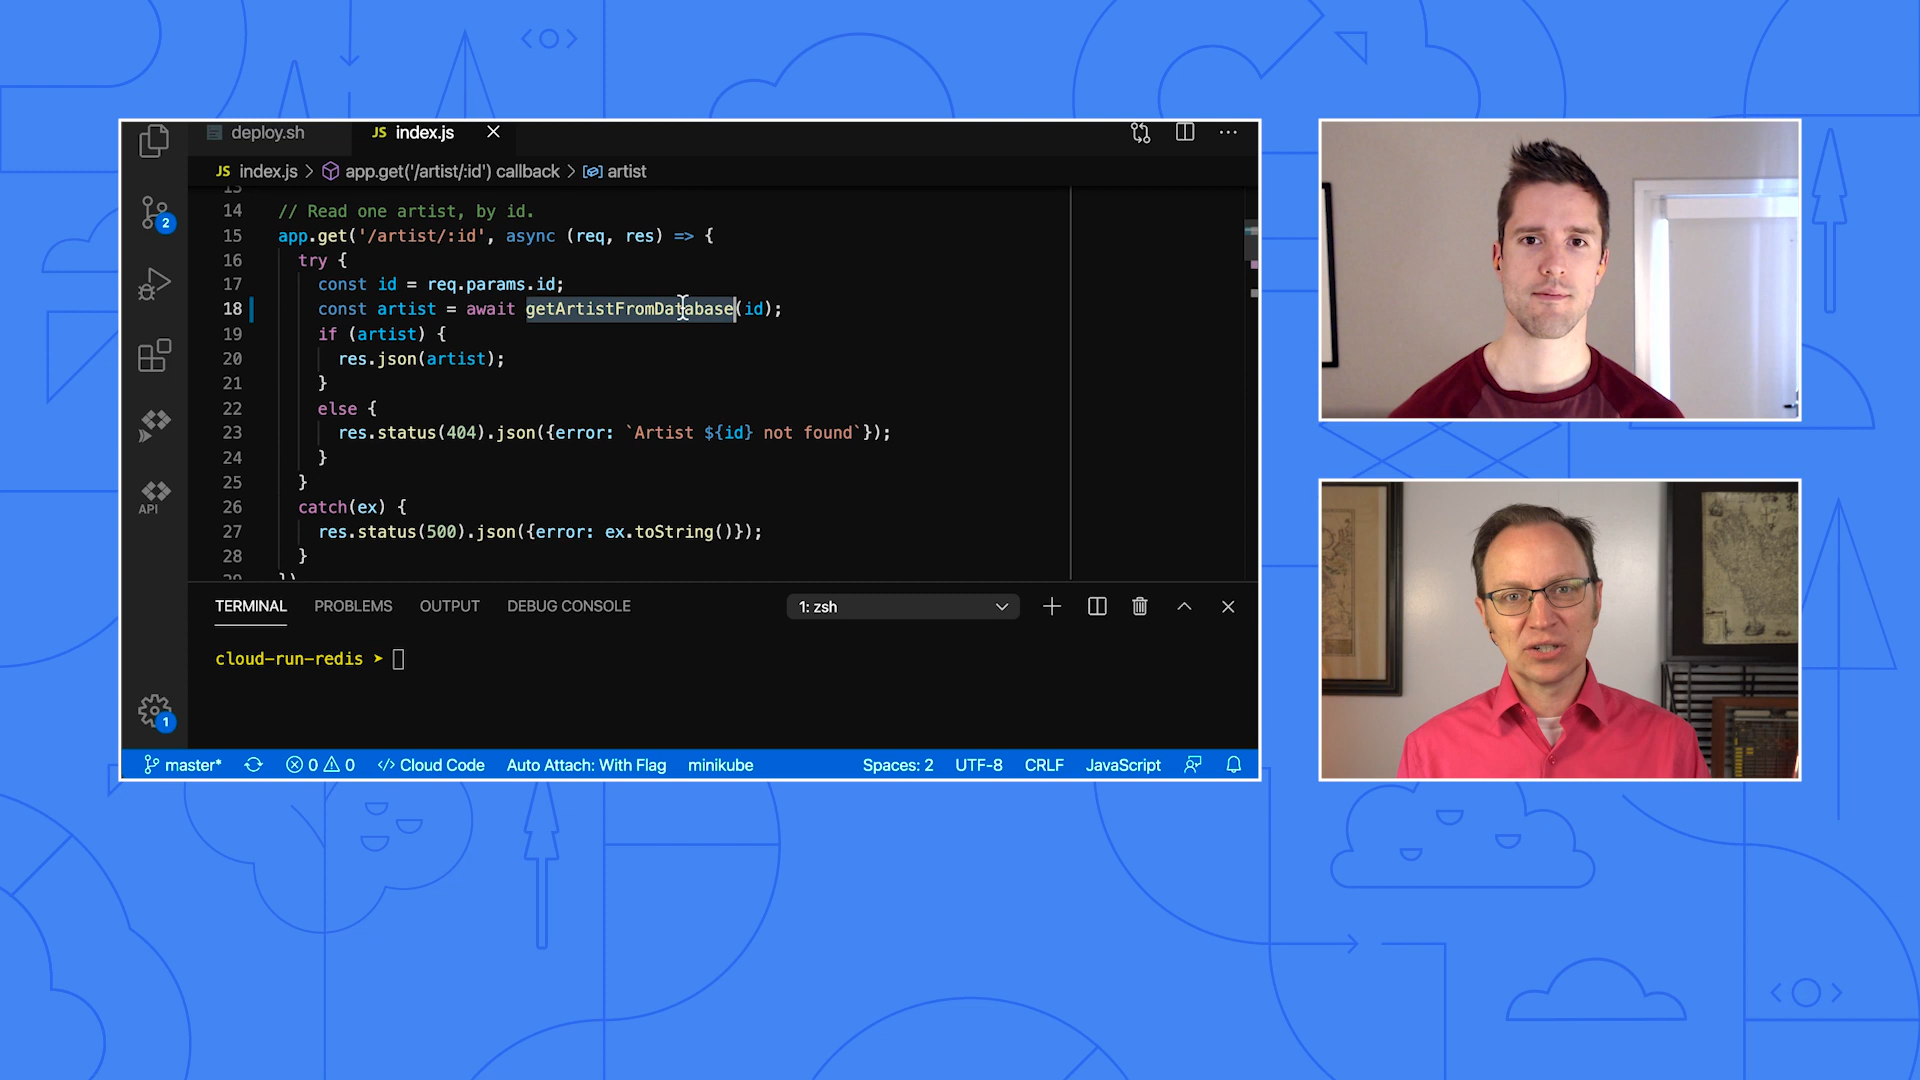 deploy.sh JS index.js
JS index.js > app.get('/artist/:id') callback > artist
13
14 // Read one artist, by id.
15 app.get('/artist/:id', async (req, res) => {
16 try {
17 const id = req.params.id;
18 const artist = await getArtistFromDatabase(id);
19 if (artist) {
20 res.json(artist);
21 }
22 else {
23 res.status(404).json({error: `Artist ${id} not found`});
24 }
25 }
26 catch(ex) {
27 res.status(500).json({error: ex.toString()});
28 }
29 })
2
API
1
TERMINAL PROBLEMS OUTPUT DEBUG CONSOLE 1: zsh
cloud-run-redis ➤
master* 0 0 </> Cloud Code Auto Attach: With Flag minikube Spaces: 2 UTF-8 CRLF JavaScript